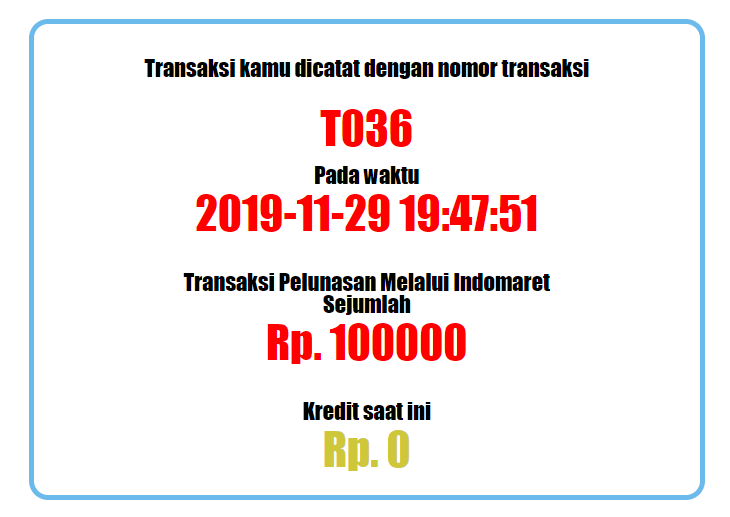 Transaksi kamu dicatat dengan nomor transaksi
T036
Pada waktu
2019-11-29 19:47:51
Transaksi Pelunasan Melalui Indomaret
Sejumlah
Rp. 100000
Kredit saat ini
Rp. 0